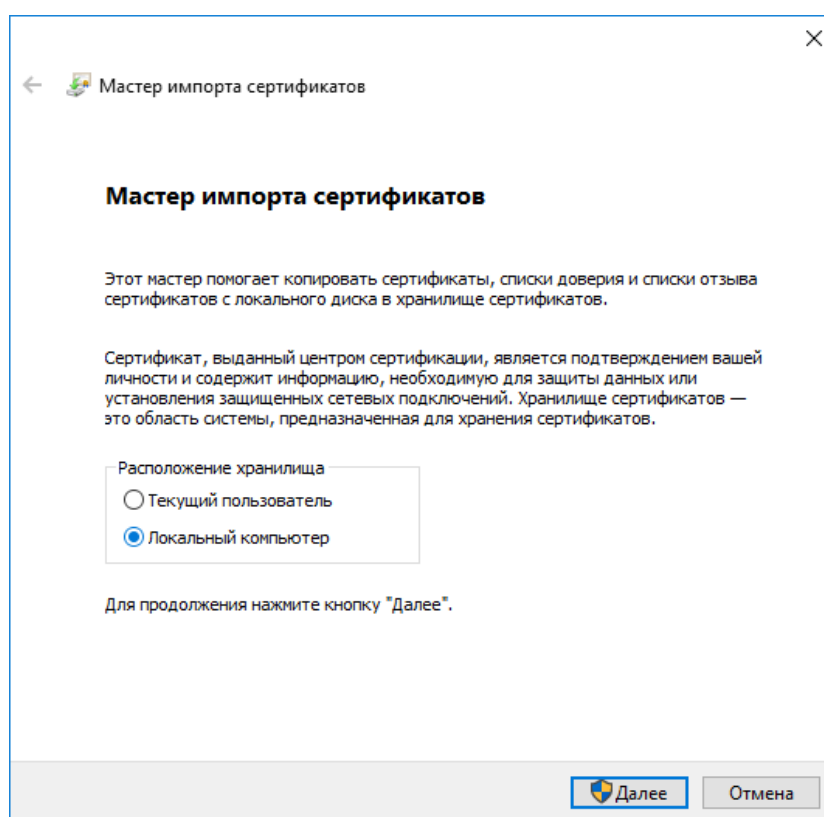 Мастер импорта сертификатов
Мастер импорта сертификатов
Этот мастер помогает копировать сертификаты, списки доверия и списки отзыва
сертификатов с локального диска в хранилище сертификатов.
Сертификат, выданный центром сертификации, является подтверждением вашей
личности и содержит информацию, необходимую для защиты данных или
установления защищенных сетевых подключений. Хранилище сертификатов —
это область системы, предназначенная для хранения сертификатов.
Расположение хранилища
Текущий пользователь
Локальный компьютер
Для продолжения нажмите кнопку "Далее".
Далее
Отмена